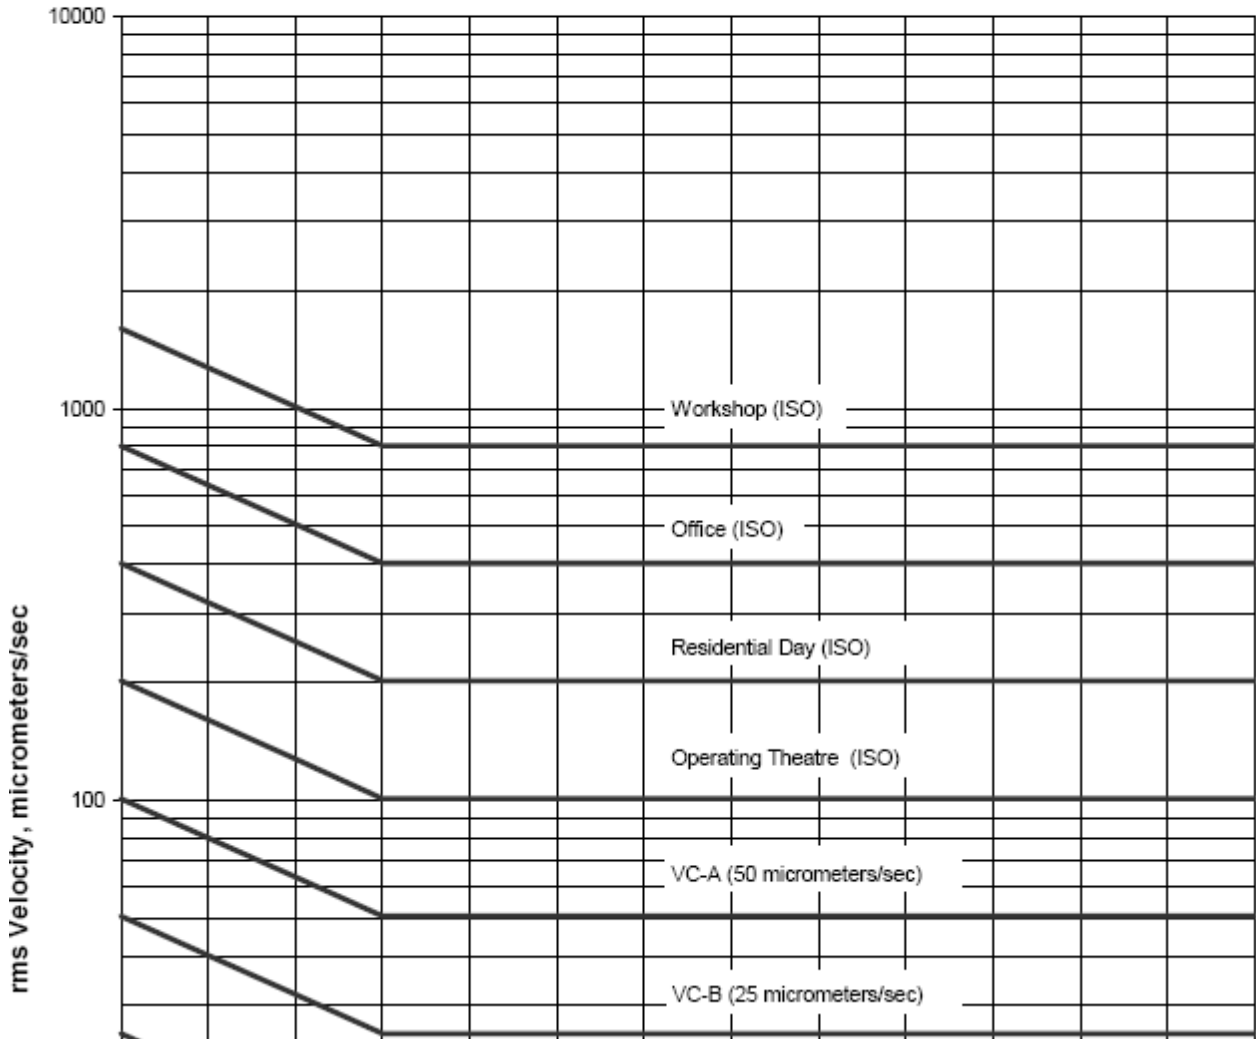 10000
1000
Workshop (ISO)
Office (ISO)
Residential Day (ISO)
Operating Theatre (ISO)
100
VC-A (50 micrometers/sec)
VC-B (25 micrometers/sec)
rms Velocity, micrometers/sec